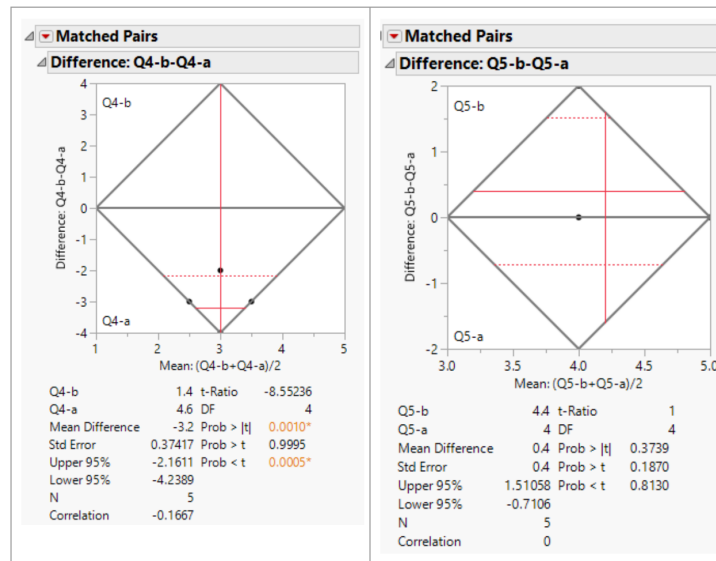 Matched Pairs
Difference: Q4-b-Q4-a
Difference: Q4-b-Q4-a
4
3
2
1
0
-1
-2
-3
-4
Q4-b
Q4-a
1 2 3 4 5
Mean: (Q4-b+Q4-a)/2
Q4-b 1.4 t-Ratio -8.55236
Q4-a 4.6 DF 4
Mean Difference -3.2 Prob > |t| 0.0010*
Std Error 0.37417 Prob > t 0.9995
Upper 95% -2.1611 Prob < t 0.0005*
Lower 95% -4.2389
N 5
Correlation -0.1667
Matched Pairs
Difference: Q5-b-Q5-a
Difference: Q5-b-Q5-a
2
1
0
-1
-2
Q5-b
Q5-a
3.0 3.5 4.0 4.5 5.0
Mean: (Q5-b+Q5-a)/2
Q5-b 4.4 t-Ratio 1
Q5-a 4 DF 4
Mean Difference 0.4 Prob > |t| 0.3739
Std Error 0.4 Prob > t 0.1870
Upper 95% 1.51058 Prob < t 0.8130
Lower 95% -0.7106
N 5
Correlation 0